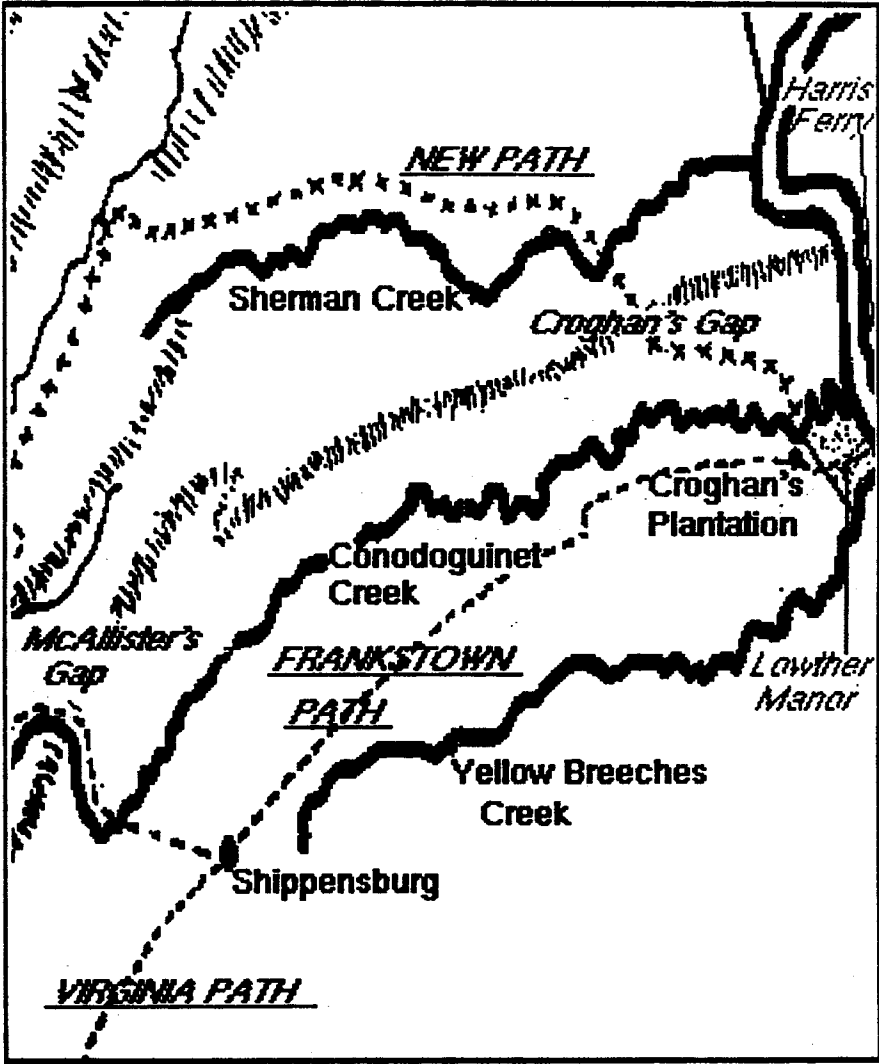 Harris
Ferry
NEW PATH
Sherman Creek
Croghan's Gap
Croghan's
Plantation
Conodoguinet
Creek
McAllister's
Gap
FRANKSTOWN
PATH
Lowther
Manor
Yellow Breeches
Creek
Shippensburg
VIRGINIA PATH